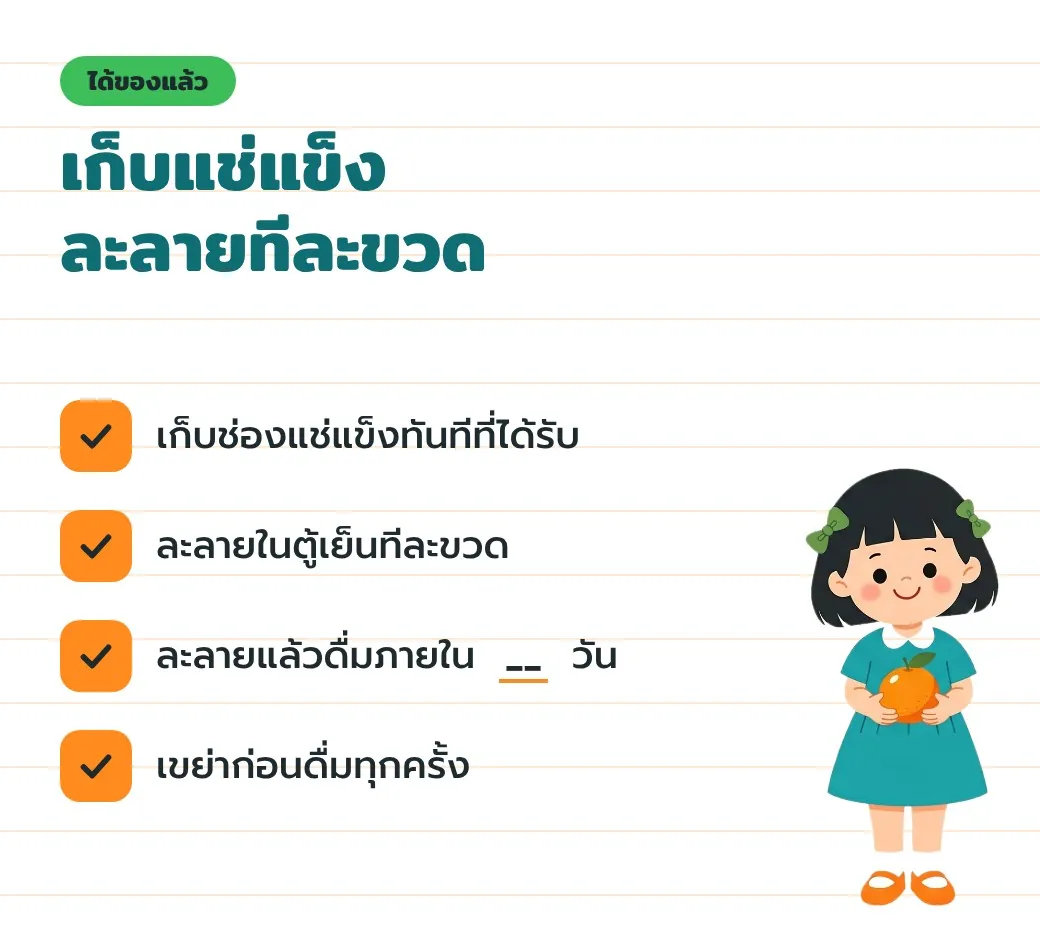 ได้ของแล้ว
เก็บแช่แข็ง
ละลายทีละขวด
เก็บช่องแช่แข็งทันทีที่ได้รับ
ละลายในตู้เย็นทีละขวด
ละลายแล้วดื่มภายใน __ วัน
เขย่าก่อนดื่มทุกครั้ง